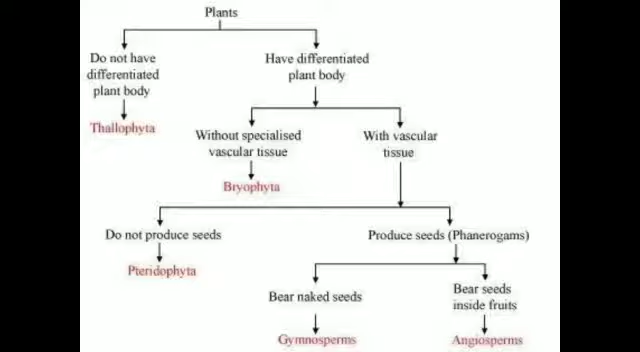 Plants
Do not have
differentiated
plant body
Have differentiated
plant body
Thallophyta
Without specialised
vascular tissue
With vascular
tissue
Bryophyta
Do not produce seeds
Produce seeds (Phanerogams)
Pteridophyta
Bear naked seeds
Bear seeds
inside fruits
Gymnosperms
Angiosperms